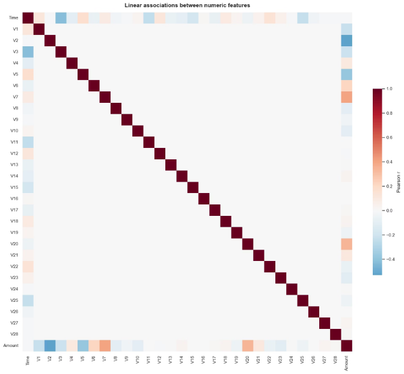 Linear associations between numeric features
Time
V1
V2
V3
V4
V5
V6
V7
V8
V9
V10
V11
V12
V13
V14
V15
V16
V17
V18
V19
V20
V21
V22
V23
V24
V25
V26
V27
V28
Amount
Time V1 V2 V3 V4 V5 V6 V7 V8 V9 V10 V11 V12 V13 V14 V15 V16 V17 V18 V19 V20 V21 V22 V23 V24 V25 V26 V27 V28 Amount
1.0
0.8
0.6
0.4
0.2
0.0
−0.2
−0.4
Pearson r